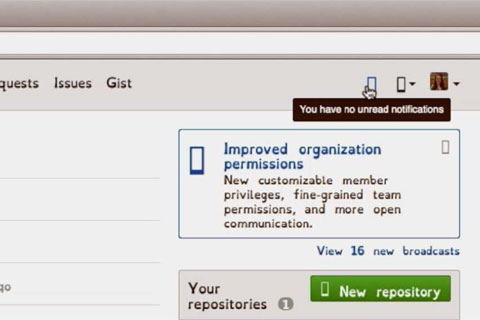 quests Issues Gist
You have no unread notifications
Improved organization
permissions
New customizable member
privileges, fine-grained team
permissions, and more open
communication.
View 16 new broadcasts
go
Your
repositories 1
New repository